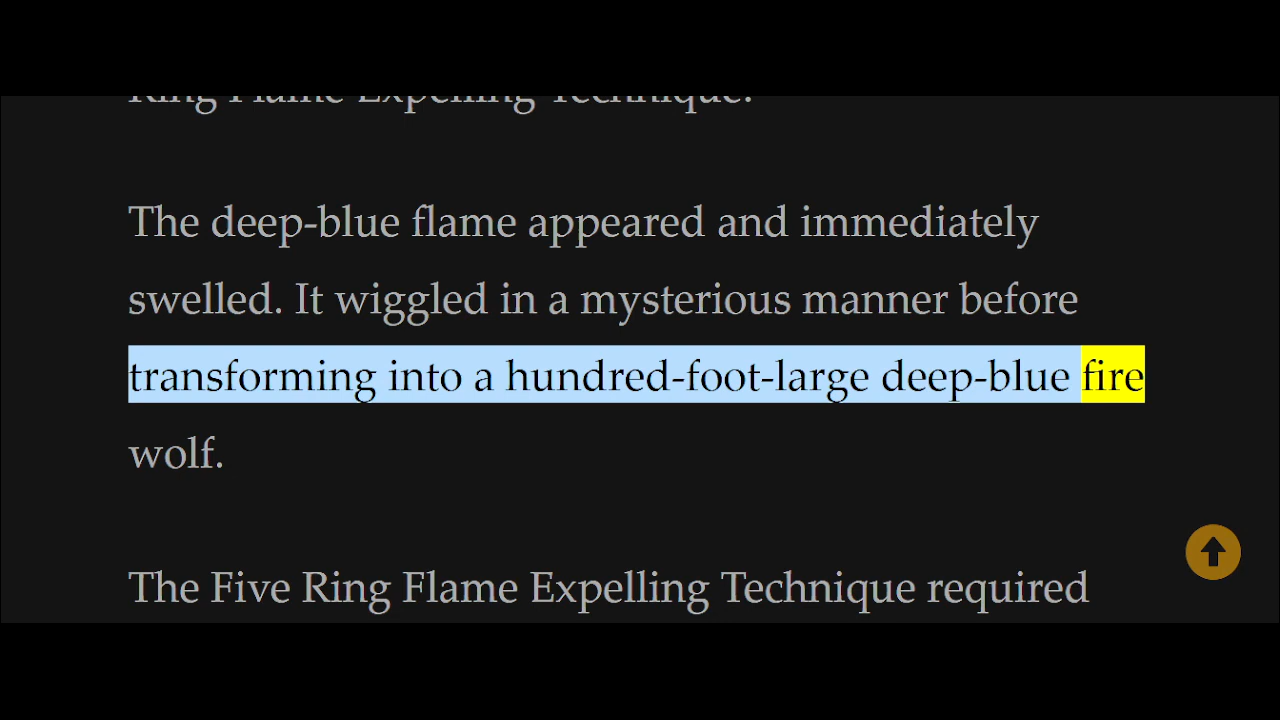 Ring Flame Expelling Technique.
The deep-blue flame appeared and immediately
swelled. It wiggled in a mysterious manner before
transforming into a hundred-foot-large deep-blue fire
wolf.
The Five Ring Flame Expelling Technique required